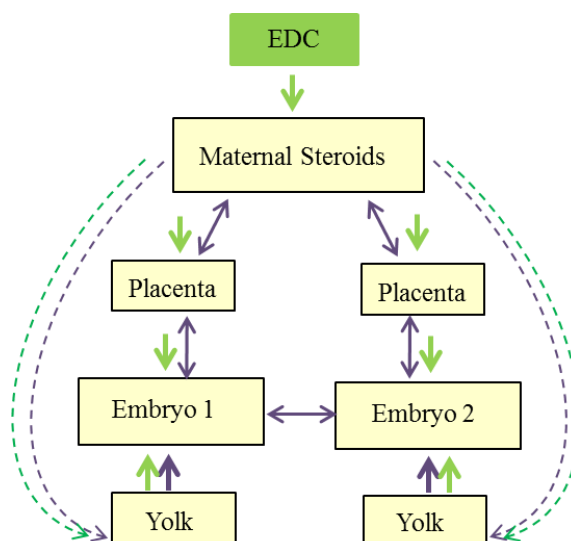 EDC
Maternal Steroids
Placenta
Placenta
Embryo 1
Embryo 2
Yolk
Yolk